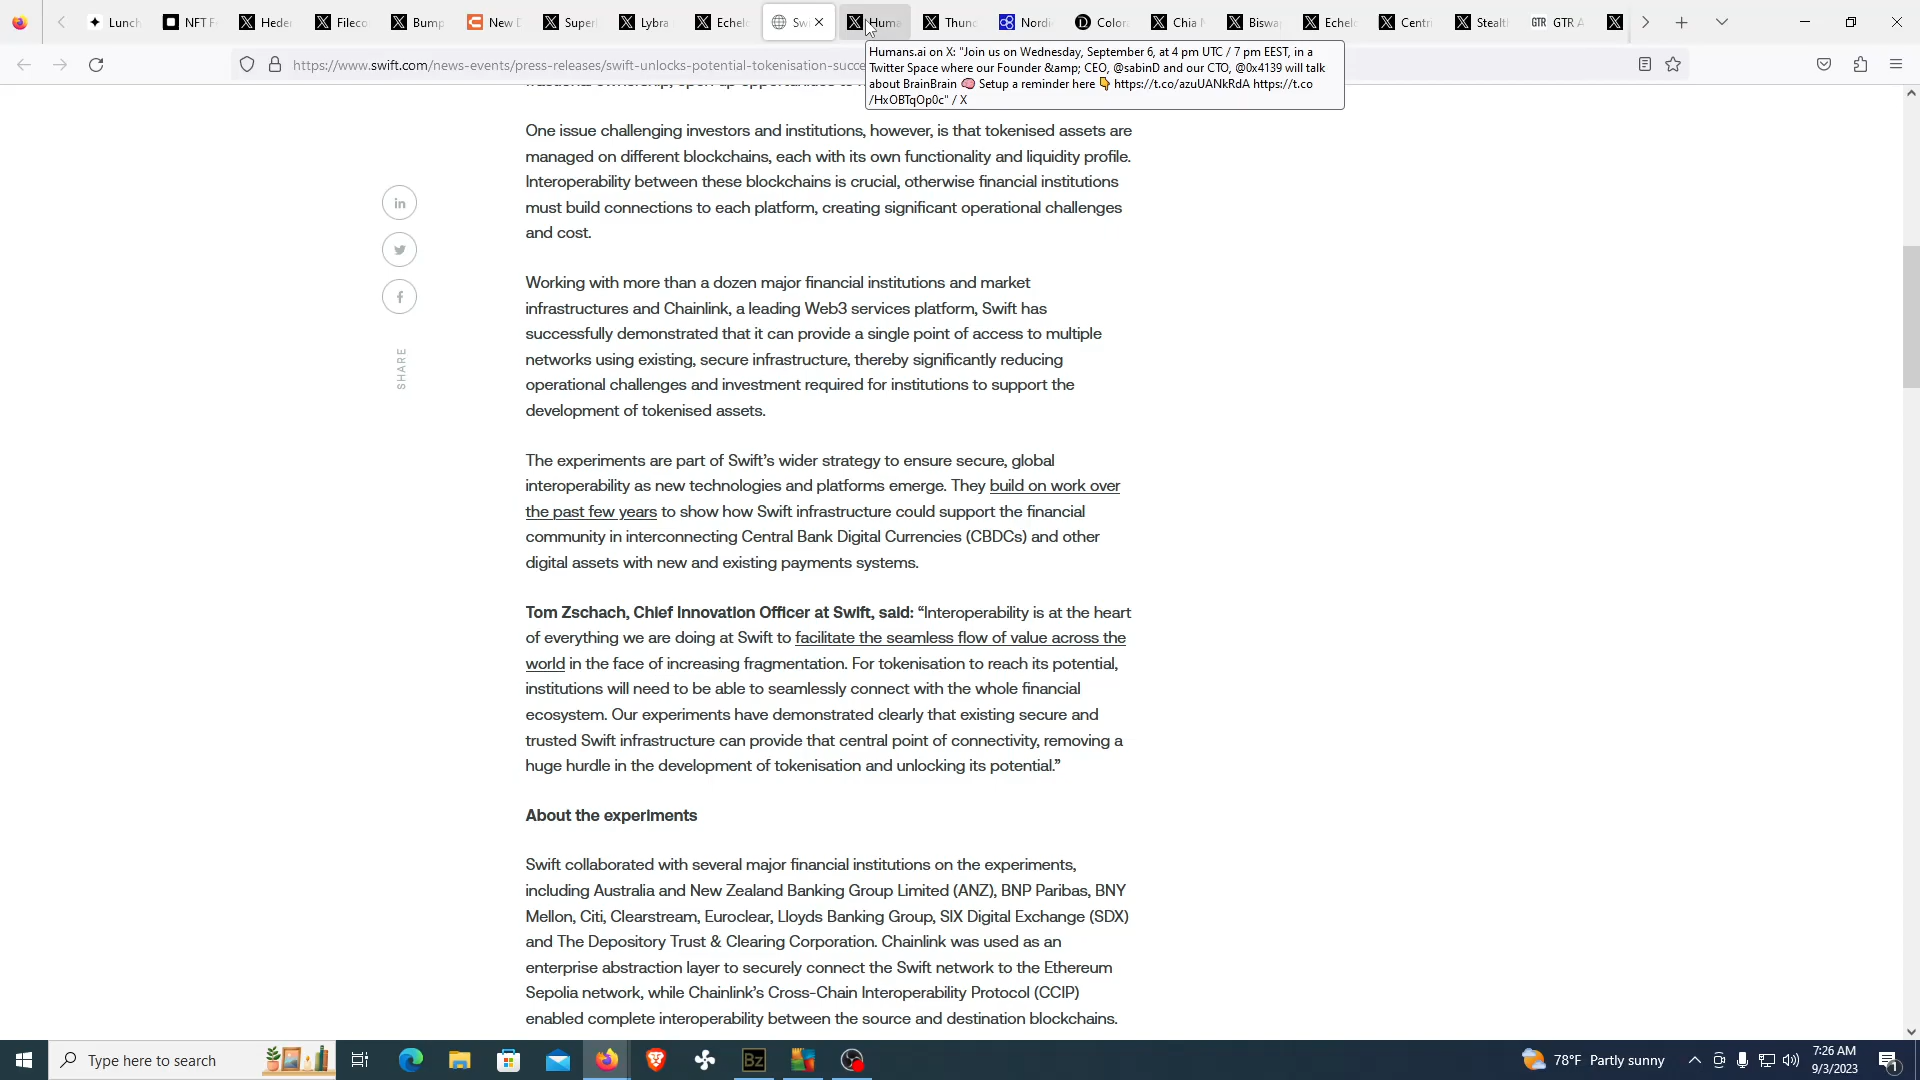 Lunch
NFT F
Heder
Fileco
Bump
New D
Superl
Lybra
Echelo
Sw
Huma
Thund
Nordi
Colora
Chia N
Biswap
Echelo
Centri
Stealth
GTR GTR A
https://www.swift.com/news-events/press-releases/swift-unlocks-potential-tokenisation-succe
Humans.ai on X: "Join us on Wednesday, September 6, at 4 pm UTC / 7 pm EEST, in a
Twitter Space where our Founder &amp; CEO, @sabinD and our CTO, @0x4139 will talk
about BrainBrain 🧠 Setup a reminder here 👇 https://t.co/azuUANkRdA https://t.co
/HxOBTqOp0c" / X
One issue challenging investors and institutions, however, is that tokenised assets are
managed on different blockchains, each with its own functionality and liquidity profile.
Interoperability between these blockchains is crucial, otherwise financial institutions
must build connections to each platform, creating significant operational challenges
and cost.
SHARE
Working with more than a dozen major financial institutions and market
infrastructures and Chainlink, a leading Web3 services platform, Swift has
successfully demonstrated that it can provide a single point of access to multiple
networks using existing, secure infrastructure, thereby significantly reducing
operational challenges and investment required for institutions to support the
development of tokenised assets.
The experiments are part of Swift's wider strategy to ensure secure, global
interoperability as new technologies and platforms emerge. They build on work over
the past few years to show how Swift infrastructure could support the financial
community in interconnecting Central Bank Digital Currencies (CBDCs) and other
digital assets with new and existing payments systems.
Tom Zschach, Chief Innovation Officer at Swift, said: “Interoperability is at the heart
of everything we are doing at Swift to facilitate the seamless flow of value across the
world in the face of increasing fragmentation. For tokenisation to reach its potential,
institutions will need to be able to seamlessly connect with the whole financial
ecosystem. Our experiments have demonstrated clearly that existing secure and
trusted Swift infrastructure can provide that central point of connectivity, removing a
huge hurdle in the development of tokenisation and unlocking its potential.”
About the experiments
Swift collaborated with several major financial institutions on the experiments,
including Australia and New Zealand Banking Group Limited (ANZ), BNP Paribas, BNY
Mellon, Citi, Clearstream, Euroclear, Lloyds Banking Group, SIX Digital Exchange (SDX)
and The Depository Trust & Clearing Corporation. Chainlink was used as an
enterprise abstraction layer to securely connect the Swift network to the Ethereum
Sepolia network, while Chainlink's Cross-Chain Interoperability Protocol (CCIP)
enabled complete interoperability between the source and destination blockchains.
Type here to search
Bz
78°F Partly sunny
7:26 AM
9/3/2023
1